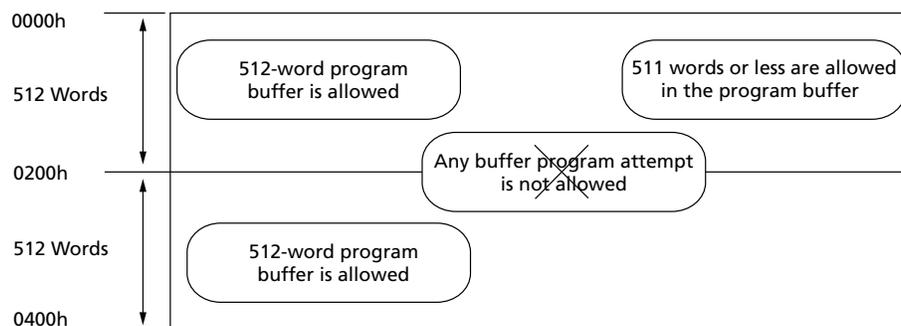 0000h
512-word program
buffer is allowed
511 words or less are allowed
in the program buffer
512 Words
Any buffer program attempt
is not allowed
0200h
512 Words
512-word program
buffer is allowed
0400h